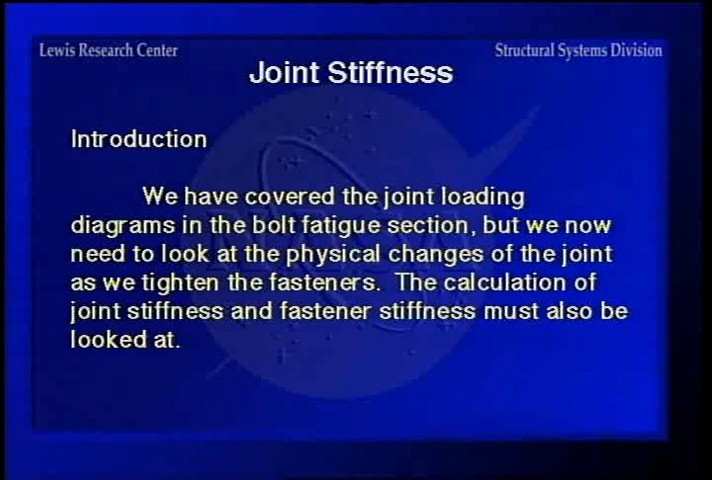 Lewis Research Center
Structural Systems Division
Joint Stiffness
Introduction
We have covered the joint loading
diagrams in the bolt fatigue section, but we now
need to look at the physical changes of the joint
as we tighten the fasteners. The calculation of
joint stiffness and fastener stiffness must also be
looked at.